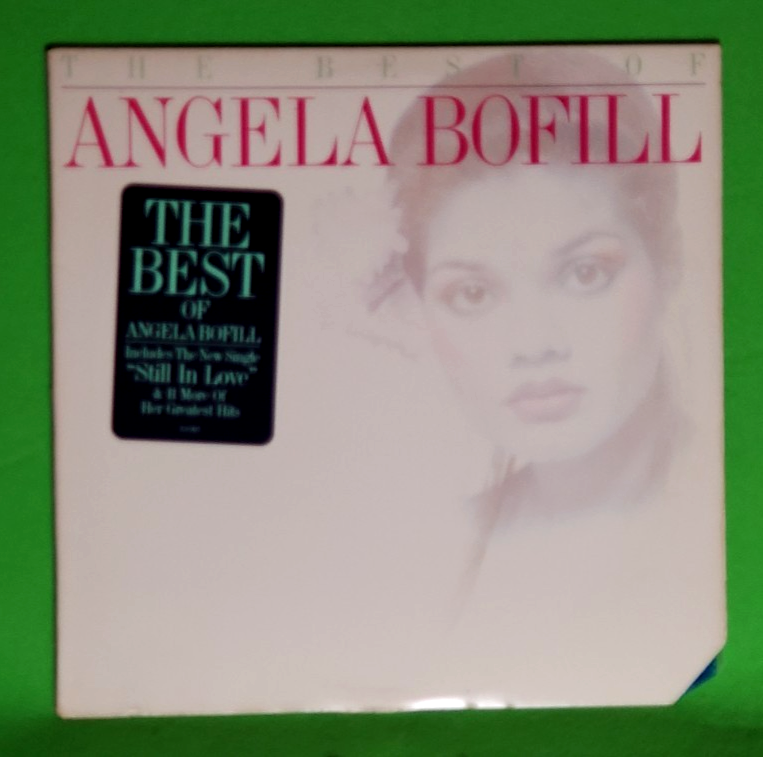 THE BEST OF
ANGELA BOFILL
THE
BEST
OF
ANGELA BOFILL
Includes The New Single
"Still In Love"
& 11 More Of
Her Greatest Hits